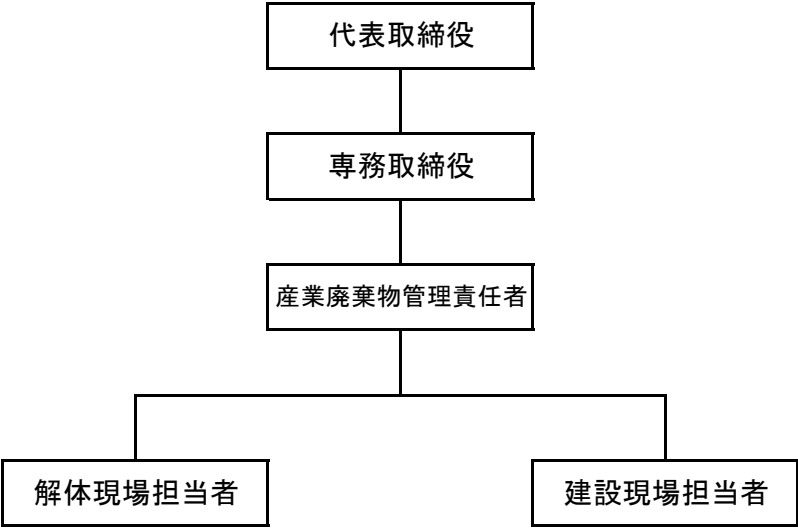 代表取締役
専務取締役
産業廃棄物管理責任者
解体現場担当者
建設現場担当者